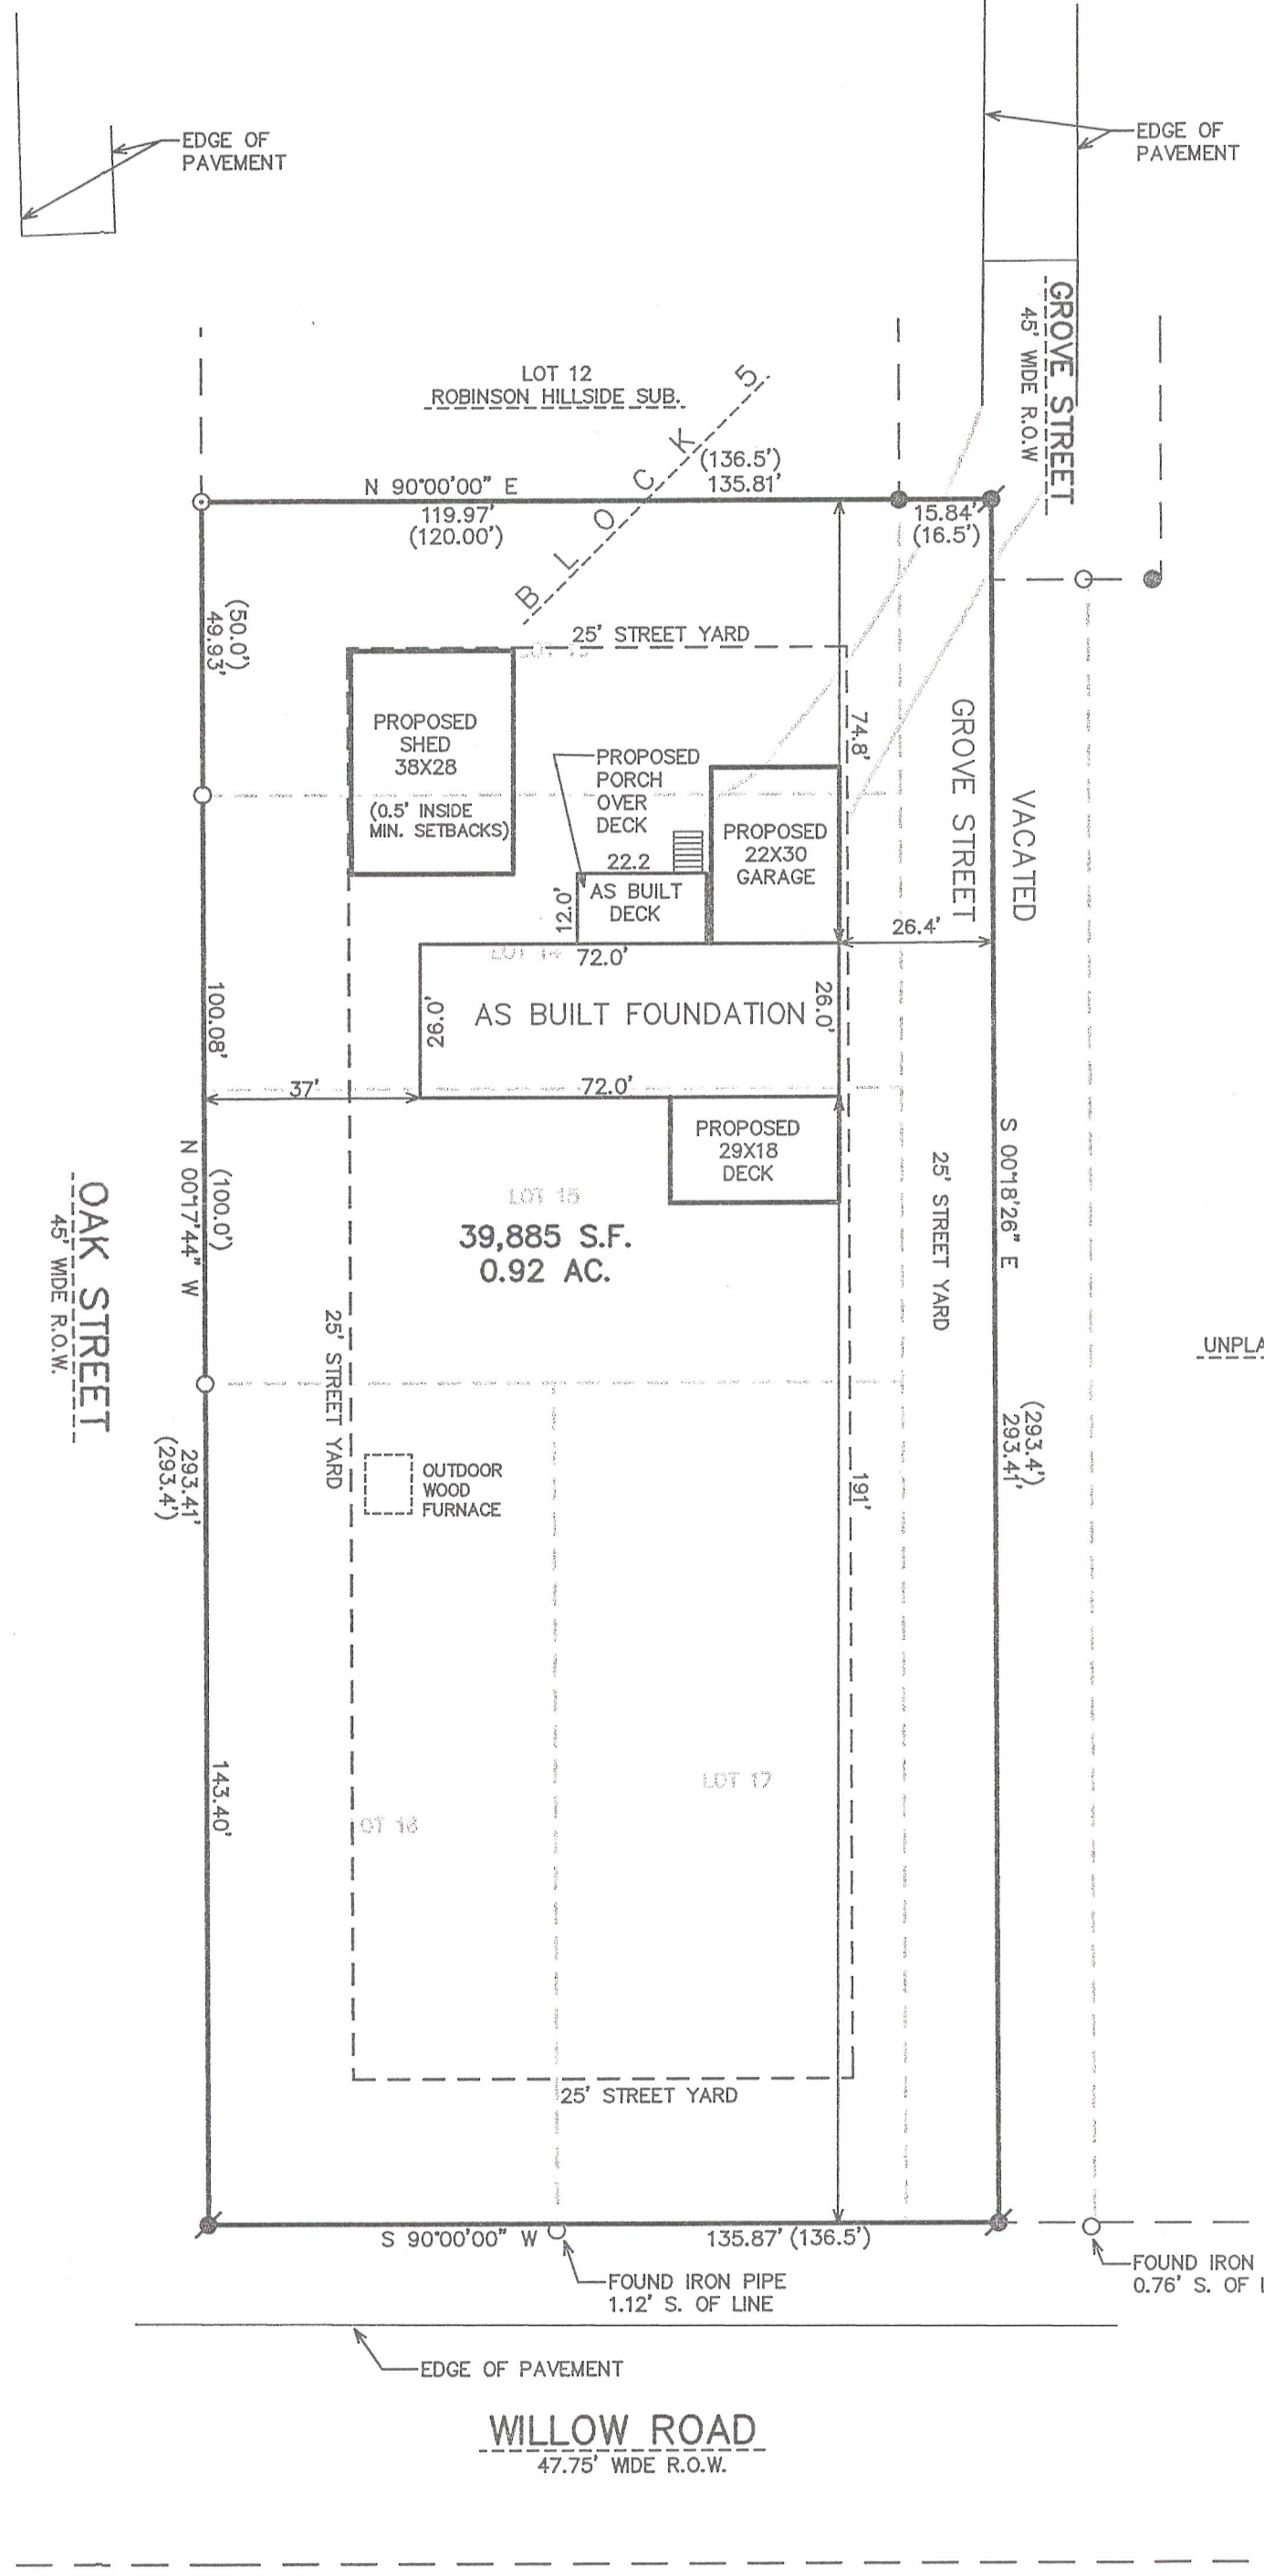 EDGE OF
PAVEMENT
EDGE OF
PAVEMENT
GROVE STREET
45' WIDE R.O.W
LOT 12
ROBINSON HILLSIDE SUB.
BLOCK 5
(136.5')
135.81'
N 90°00'00" E
119.97'
(120.00')
15.84'
(16.5')
(50.0')
49.93'
25' STREET YARD
LOT 13
PROPOSED
SHED
38X28
(0.5' INSIDE
MIN. SETBACKS)
PROPOSED
PORCH
OVER
DECK
74.8'
GROVE STREET
VACATED
PROPOSED
22X30
GARAGE
22.2
AS BUILT
DECK
12.0'
26.4'
LOT 14
72.0'
26.0'
AS BUILT FOUNDATION
26.0'
100.08'
37'
72.0'
PROPOSED
29X18
DECK
N 00°17'44" W
(100.0')
S 00°18'26" E
25' STREET YARD
OAK STREET
45' WIDE R.O.W.
LOT 15
39,885 S.F.
0.92 AC.
25' STREET YARD
293.41'
(293.4')
OUTDOOR
WOOD
FURNACE
191'
(293.4')
293.41'
143.40'
LOT 17
OT 16
25' STREET YARD
S 90°00'00" W
135.87' (136.5')
FOUND IRON PIPE
1.12' S. OF LINE
FOUND IRON
0.76' S. OF
EDGE OF PAVEMENT
WILLOW ROAD
47.75' WIDE R.O.W.
UNPLA